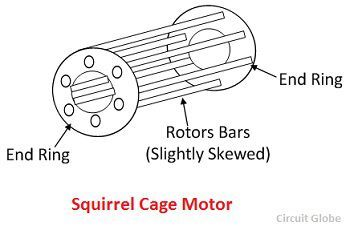 End Ring
Rotors Bars
(Slightly Skewed)
End Ring
Squirrel Cage Motor
Circuit Globe